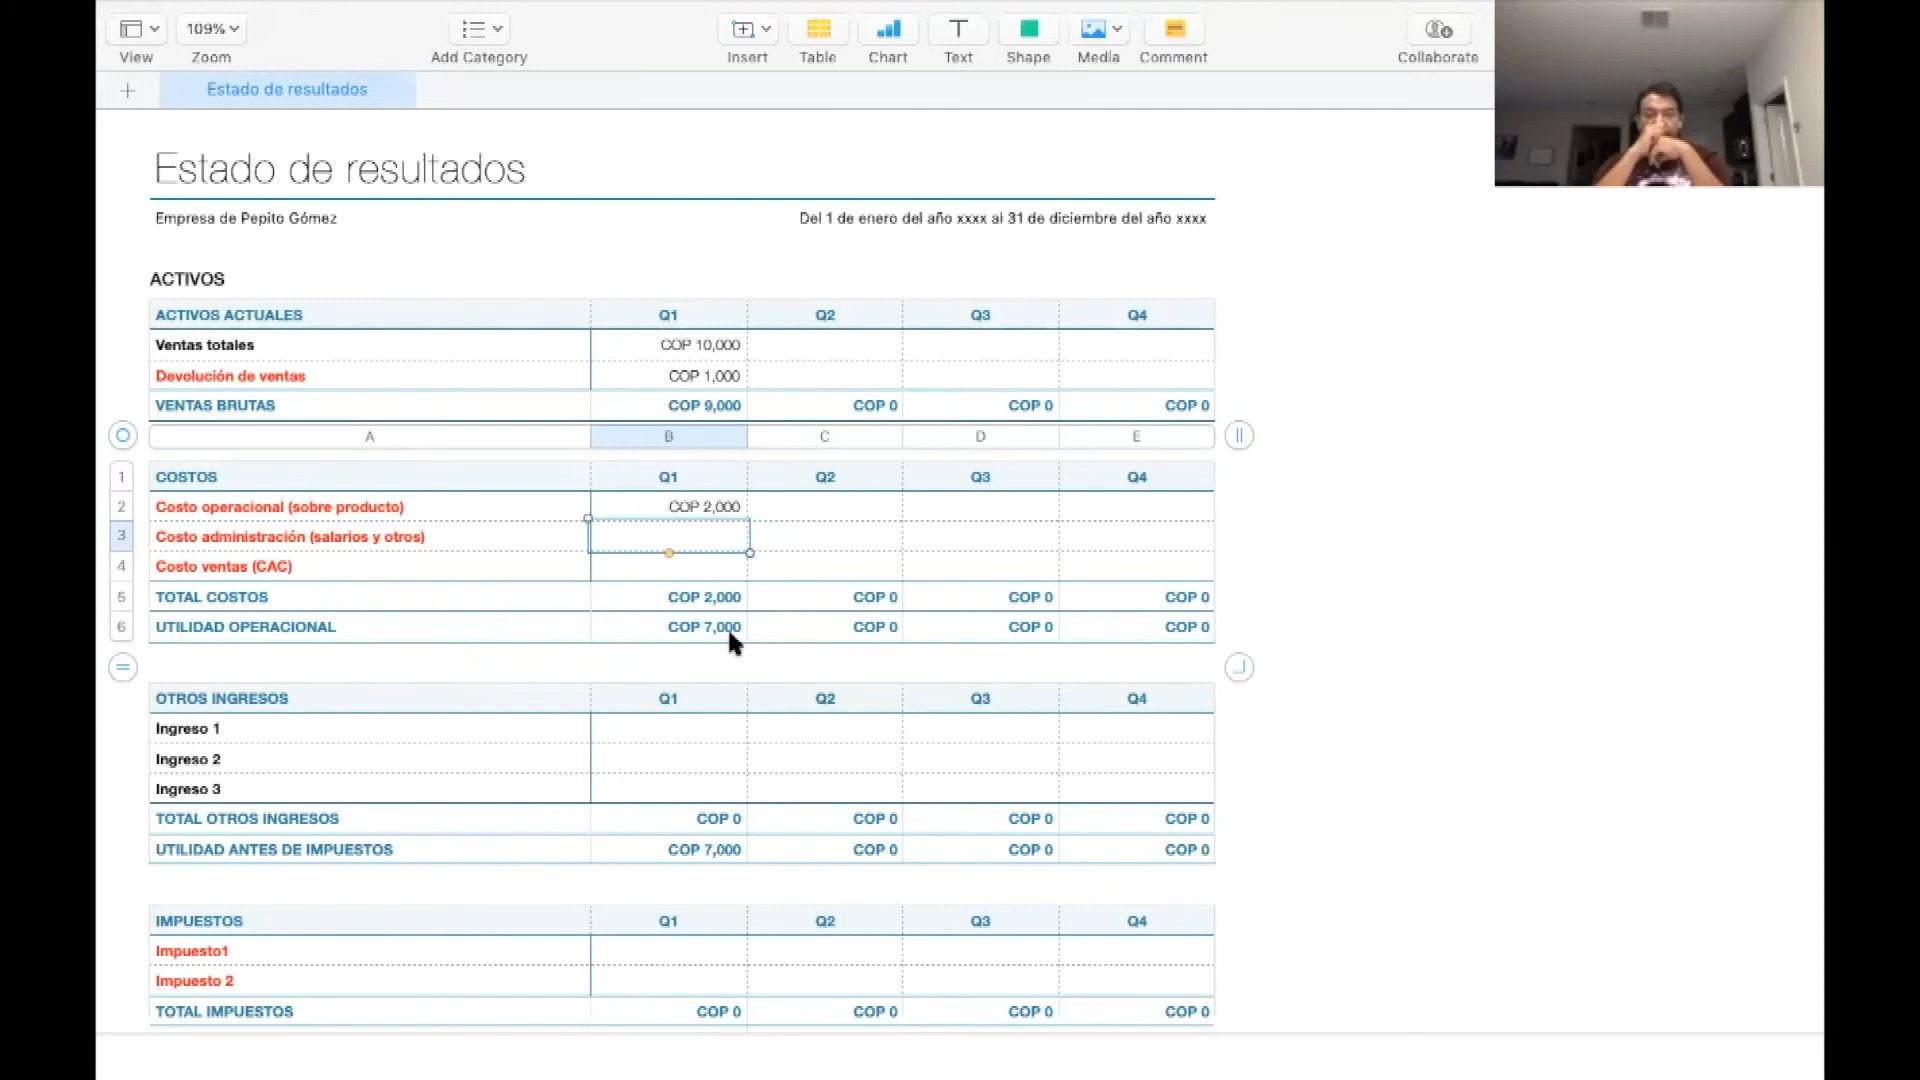 109%
View Zoom Add Category Insert Table Chart Text Shape Media Comment Collaborate
Estado de resultados
Estado de resultados
Empresa de Pepito Gómez Del 1 de enero del año xxxx al 31 de diciembre del año xxxx
ACTIVOS
ACTIVOS ACTUALES Q1 Q2 Q3 Q4
Ventas totales COP 10,000
Devolución de ventas COP 1,000
VENTAS BRUTAS COP 9,000 COP 0 COP 0 COP 0
A B C D E
1 COSTOS Q1 Q2 Q3 Q4
2 Costo operacional (sobre producto) COP 2,000
3 Costo administración (salarios y otros)
4 Costo ventas (CAC)
5 TOTAL COSTOS COP 2,000 COP 0 COP 0 COP 0
6 UTILIDAD OPERACIONAL COP 7,000 COP 0 COP 0 COP 0
OTROS INGRESOS Q1 Q2 Q3 Q4
Ingreso 1
Ingreso 2
Ingreso 3
TOTAL OTROS INGRESOS COP 0 COP 0 COP 0 COP 0
UTILIDAD ANTES DE IMPUESTOS COP 7,000 COP 0 COP 0 COP 0
IMPUESTOS Q1 Q2 Q3 Q4
Impuesto1
Impuesto 2
TOTAL IMPUESTOS COP 0 COP 0 COP 0 COP 0